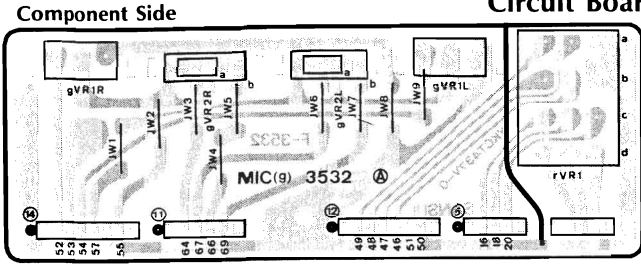 Component Side
Circuit Boar
gVR1R
a
b
gVR2R
a
b
gVR2L
gVR1L
a
b
c
d
rVR1
JW1
JW2
JW3
JW4
JW5
JW6
JW7
JW8
JW9
F-3532
MIC(g) 3532 Ⓐ
14
11
12
52
53
54
57
55
64
67
66
69
49
48
47
46
51
50
16
18
20